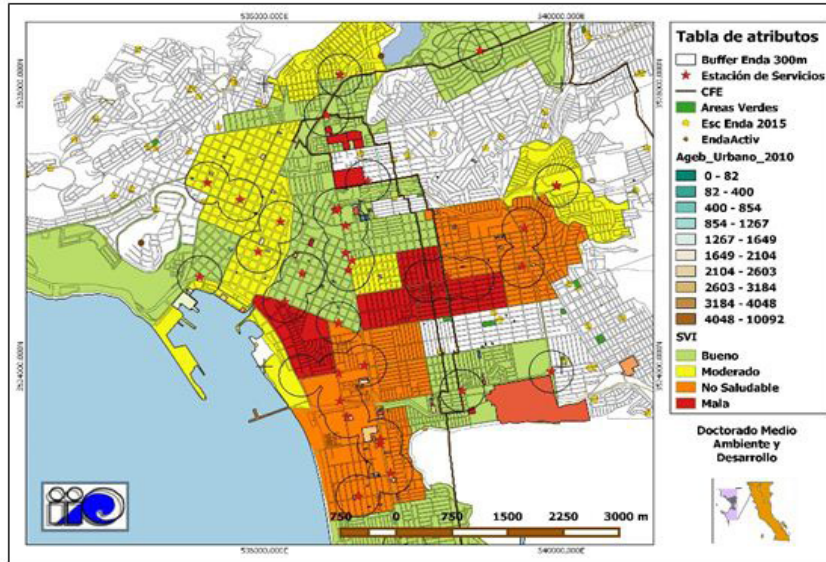 536000.000E
540000.000E
Tabla de atributos
Buffer Enda 300m
Estación de Servicios
CFE
Areas Verdes
Esc Enda 2015
EndaActiv
Ageb_Urbano_2010
0 - 82
82 - 400
400 - 854
854 - 1267
1267 - 1649
1649 - 2104
2104 - 2603
2603 - 3184
3184 - 4048
4048 - 10092
SVI
Bueno
Moderado
No Saludable
Mala
Doctorado Medio
Ambiente y
Desarrollo
750 0 750 1500 2250 3000 m
536000.000E
540000.000E